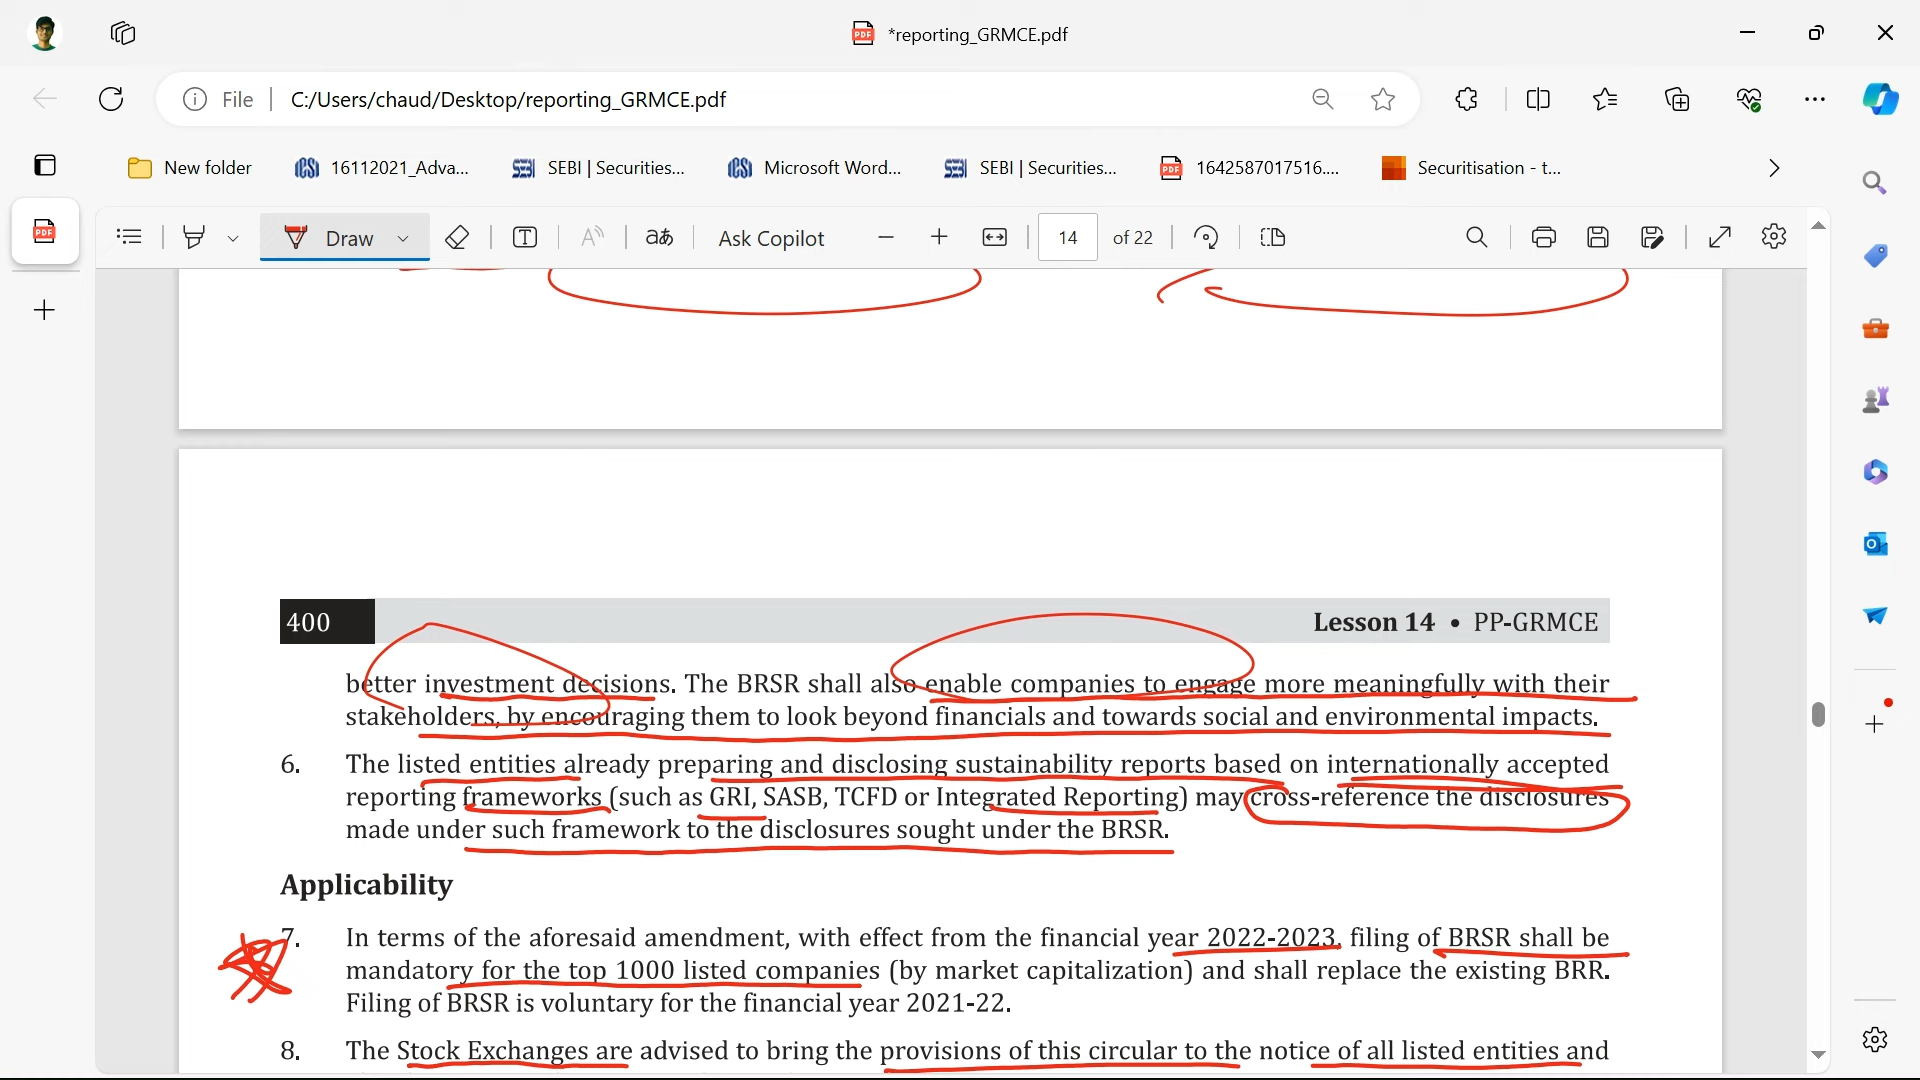 *reporting_GRMCE.pdf
File
C:/Users/chaud/Desktop/reporting_GRMCE.pdf
New folder
16112021_Adva...
SEBI | Securities...
Microsoft Word...
SEBI | Securities...
1642587017516....
Securitisation - t...
Draw
aあ
Ask Copilot
14
of 22
400
Lesson 14 • PP-GRMCE
better investment decisions. The BRSR shall also enable companies to engage more meaningfully with their
stakeholders, by encouraging them to look beyond financials and towards social and environmental impacts.
6. The listed entities already preparing and disclosing sustainability reports based on internationally accepted
reporting frameworks (such as GRI, SASB, TCFD or Integrated Reporting) may cross-reference the disclosures
made under such framework to the disclosures sought under the BRSR.
Applicability
7. In terms of the aforesaid amendment, with effect from the financial year 2022-2023, filing of BRSR shall be
mandatory for the top 1000 listed companies (by market capitalization) and shall replace the existing BRR.
Filing of BRSR is voluntary for the financial year 2021-22.
8. The Stock Exchanges are advised to bring the provisions of this circular to the notice of all listed entities and